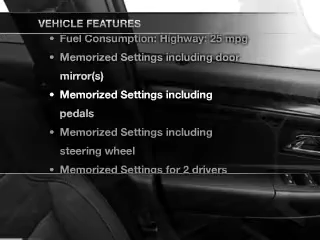 VEHICLE FEATURES
• Fuel Consumption: Highway: 25 mpg
• Memorized Settings including door
mirror(s)
• Memorized Settings including
pedals
• Memorized Settings including
steering wheel
• Memorized Settings for 2 drivers